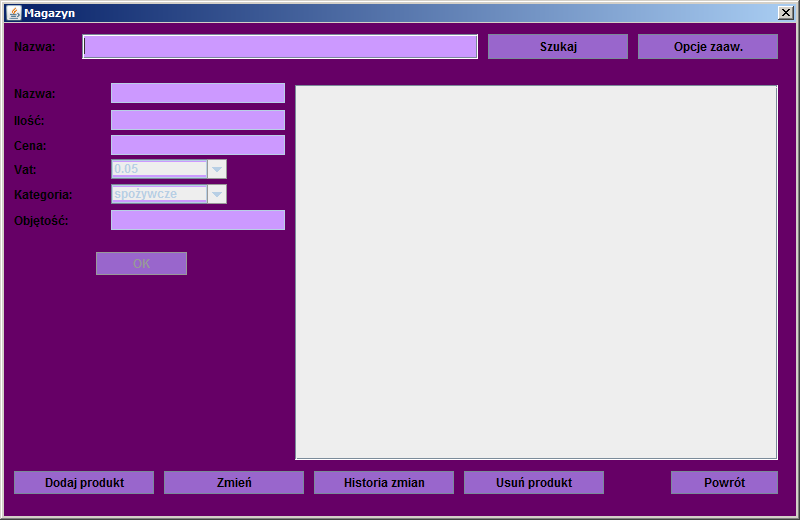 Magazyn
Nazwa:
Szukaj
Opcje zaaw.
Nazwa:
Ilość:
Cena:
Vat:
0.05
Kategoria:
spożywcze
Objętość:
OK
Dodaj produkt
Zmień
Historia zmian
Usuń produkt
Powrót